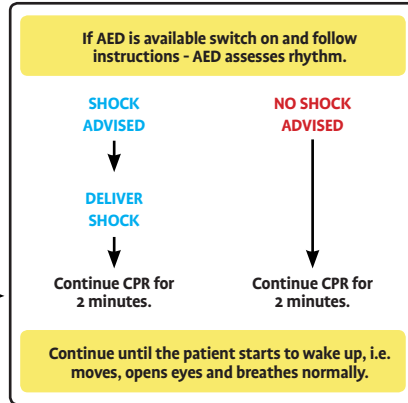 If AED is available switch on and follow
instructions - AED assesses rhythm.
SHOCK
ADVISED
DELIVER
SHOCK
Continue CPR for
2 minutes.
NO SHOCK
ADVISED
Continue CPR for
2 minutes.
Continue until the patient starts to wake up, i.e.
moves, opens eyes and breathes normally.